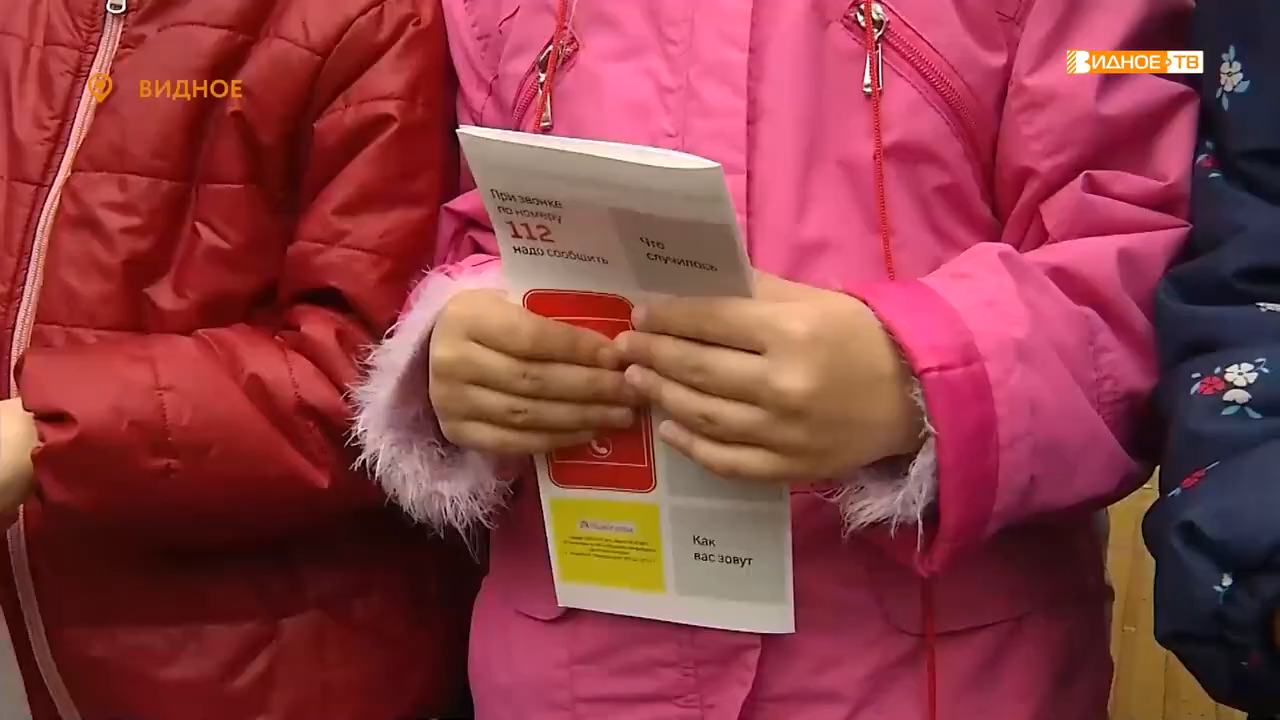 ВИДНОЕ
ВИДНОЕ ТВ
При звонке
по номеру
112
надо сообщить
Что
случилось
Как
вас зовут